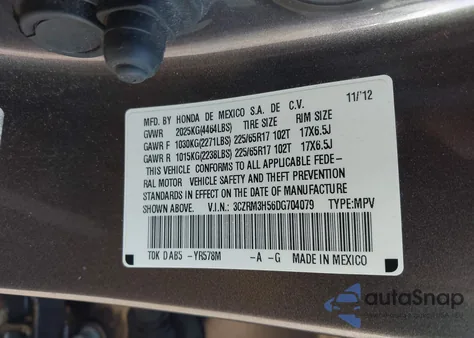 MFD. BY HONDA DE MEXICO S.A. DE C.V. 11/'12
GVWR 2025KG(4464LBS) TIRE SIZE RIM SIZE
GAWR F 1030KG(2271LBS) 225/65R17 102T 17X6.5J
GAWR R 1015KG(2238LBS) 225/65R17 102T 17X6.5J
THIS VEHICLE CONFORMS TO ALL APPLICABLE FEDE-
RAL MOTOR VEHICLE SAFETY AND THEFT PREVENTION
STANDARDS IN EFFECT ON THE DATE OF MANUFACTURE
SHOWN ABOVE. V.I.N.: 3CZRM3H56DG704079 TYPE:MPV
T0K DABS -YR578M -A -G MADE IN MEXICO
autoSnap